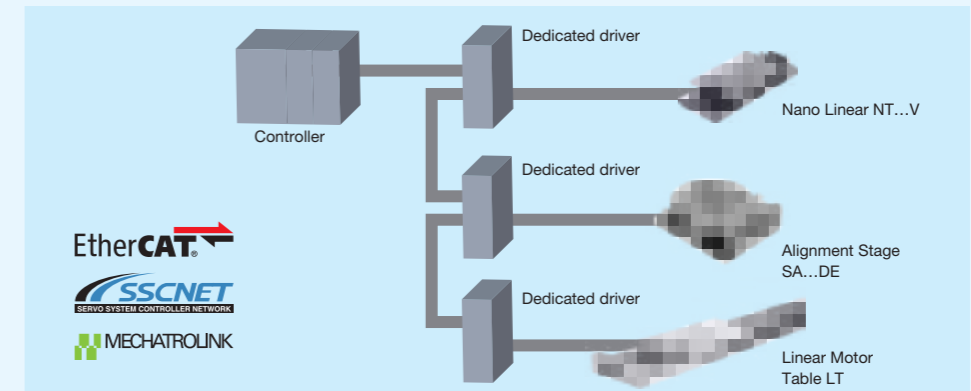 Dedicated driver
Controller
Nano Linear NT…V
Dedicated driver
Alignment Stage
SA…DE
Dedicated driver
Linear Motor
Table LT
EtherCAT®
SSCNET
SERVO SYSTEM CONTROLLER NETWORK
MECHATROLINK